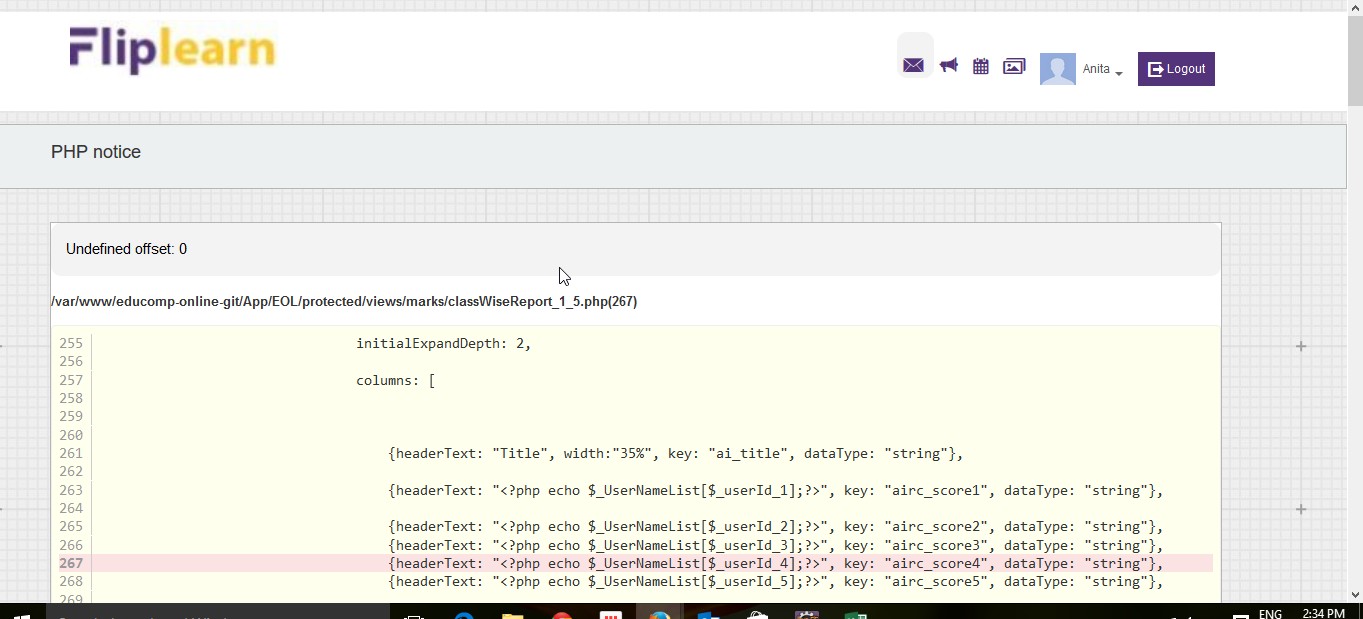 Fliplearn
Anita
Logout
PHP notice
Undefined offset: 0
/var/www/educomp-online-git/App/EOL/protected/views/marks/classWiseReport_1_5.php(267)
255 initialExpandDepth: 2,
256
257 columns: [
258
259
260
261 {headerText: "Title", width:"35%", key: "ai_title", dataType: "string"},
262
263 {headerText: "<?php echo $_UserNameList[$_userId_1];?>", key: "airc_score1", dataType: "string"},
264
265 {headerText: "<?php echo $_UserNameList[$_userId_2];?>", key: "airc_score2", dataType: "string"},
266 {headerText: "<?php echo $_UserNameList[$_userId_3];?>", key: "airc_score3", dataType: "string"},
267 {headerText: "<?php echo $_UserNameList[$_userId_4];?>", key: "airc_score4", dataType: "string"},
268 {headerText: "<?php echo $_UserNameList[$_userId_5];?>", key: "airc_score5", dataType: "string"},
269
ENG
2:34 PM